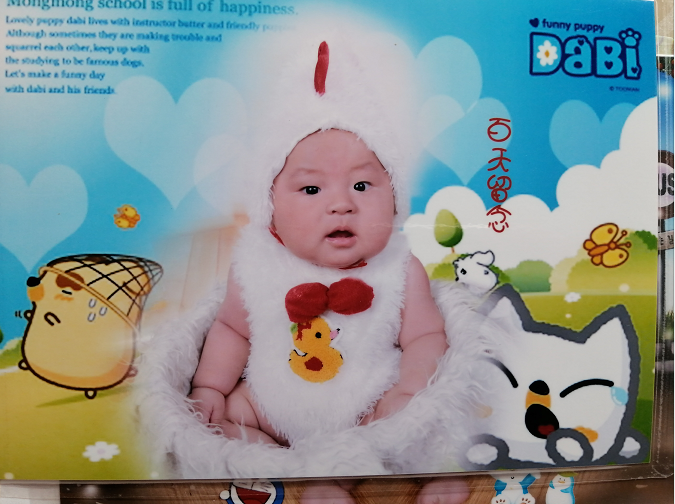 Mongmong school is full of happiness.
Lovely puppy dabi lives with instructor butter and friendly
Although sometimes they are making trouble and
squarrel each other, keep up with
the studying to be famous dogs.
Let's make a funny day
with dabi and his friends.
funny puppy
DABi
© YOOHAN
百天留念
US